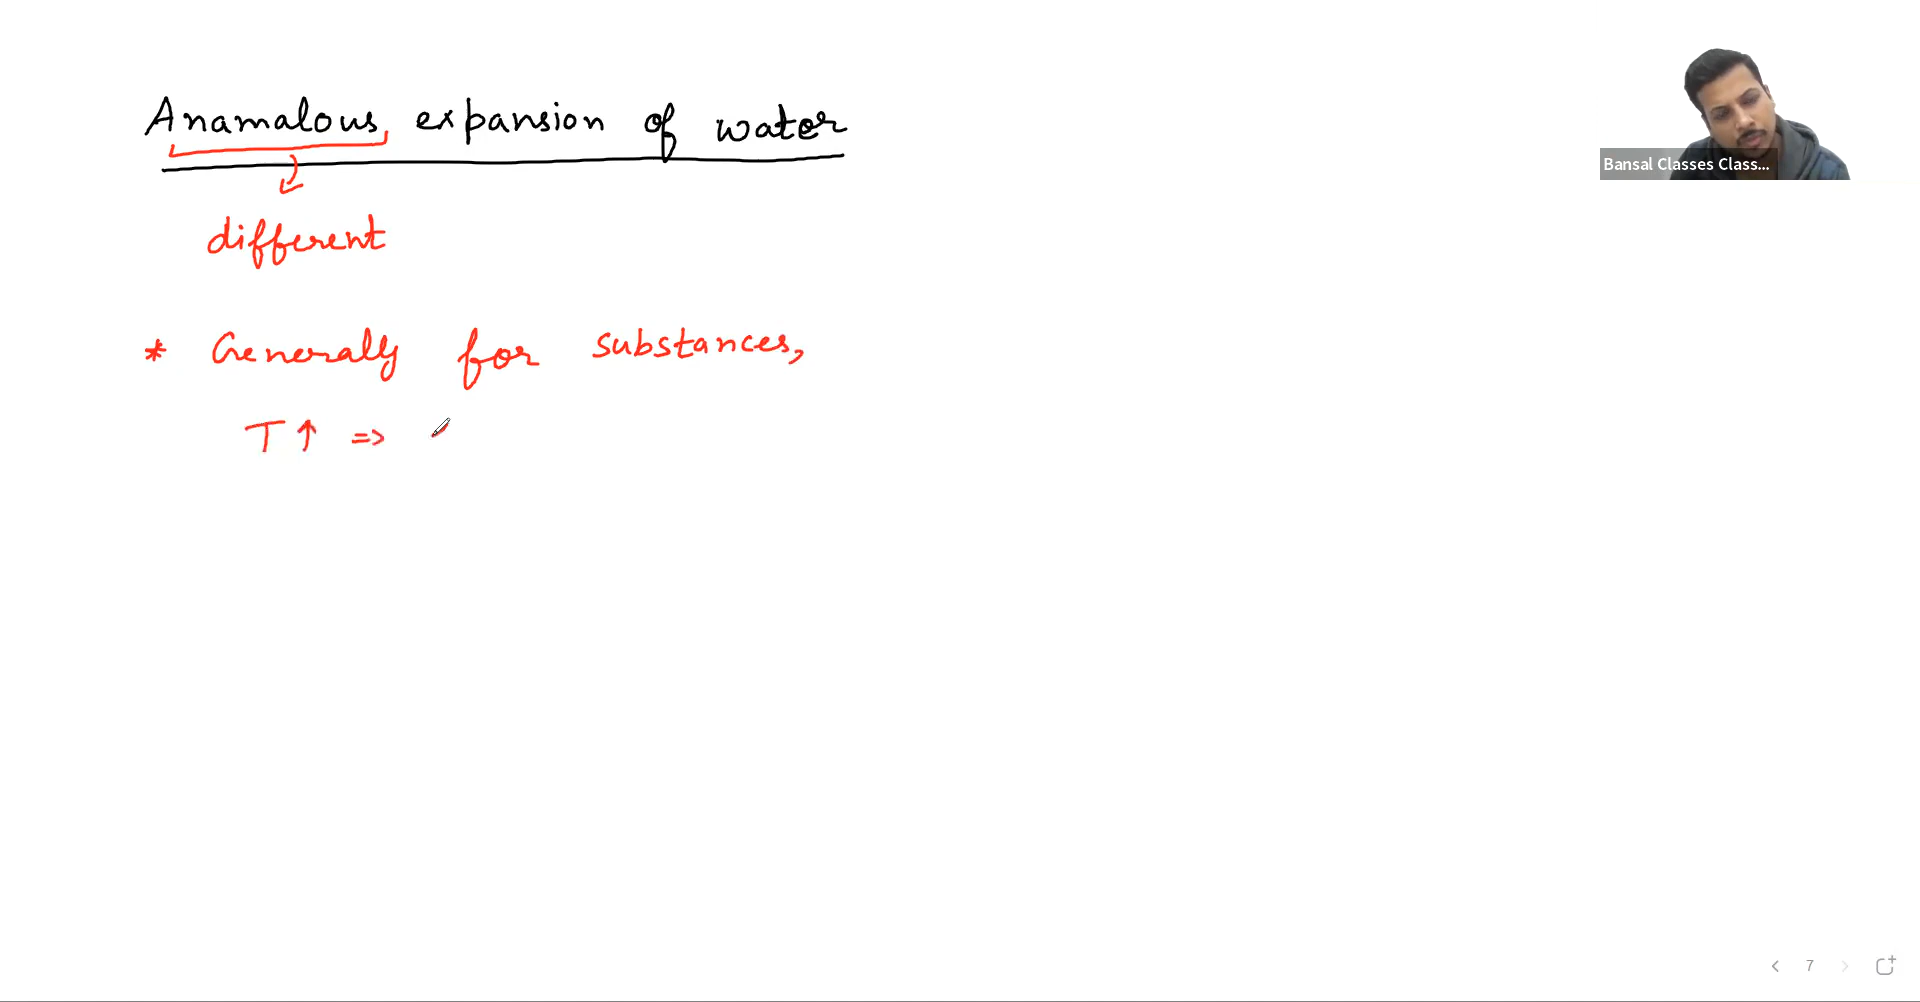 Anamalous expansion of water
Bansal Classes Class...
different
* Generally for substances,
T ↑ =>
7